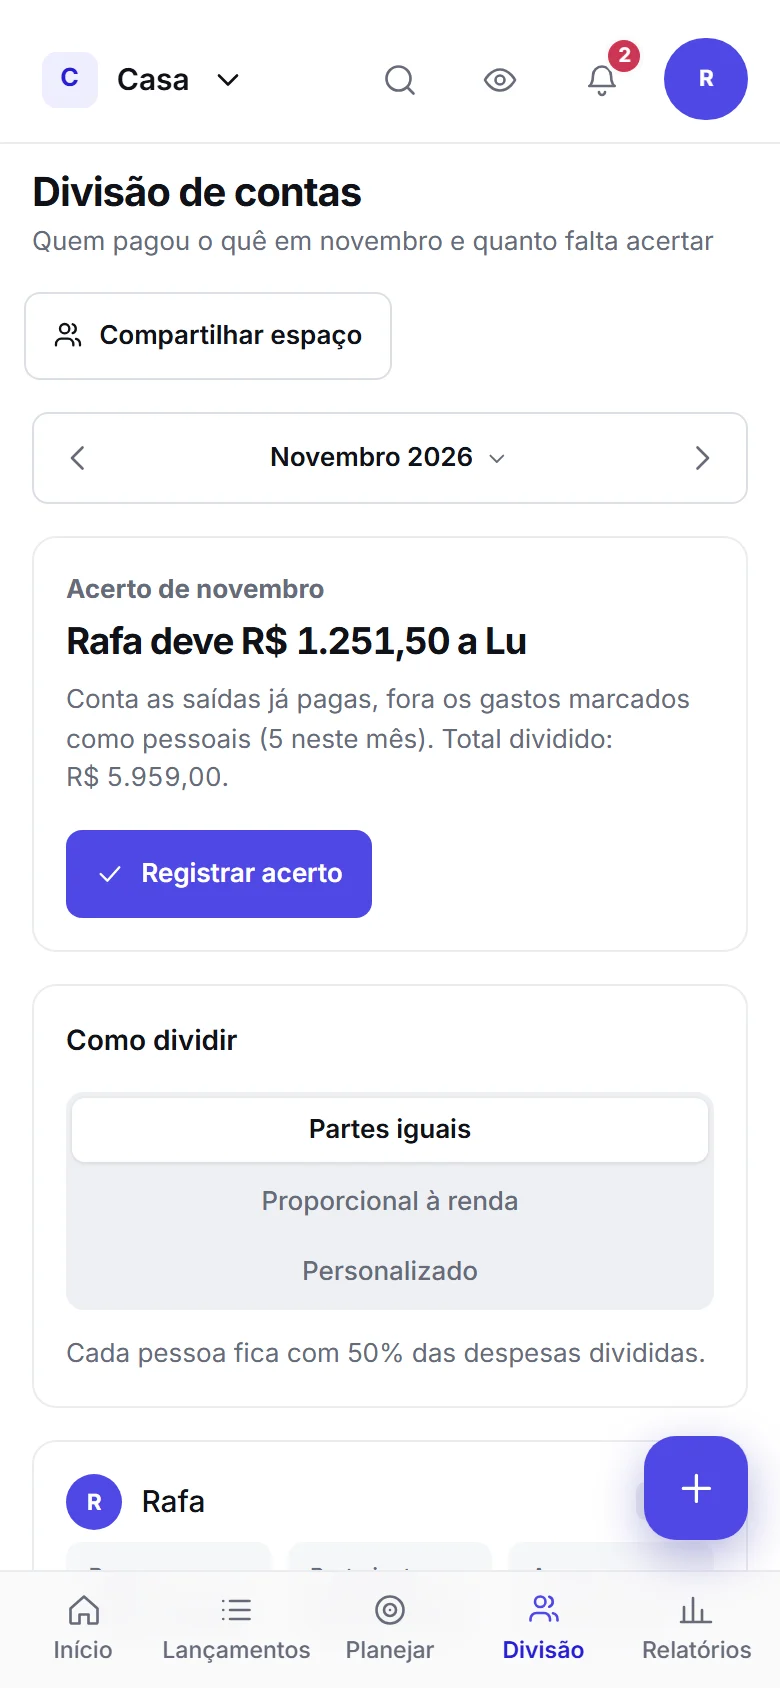 C Casa 2 R
Divisão de contas
Quem pagou o quê em novembro e quanto falta acertar
Compartilhar espaço
Novembro 2026
Acerto de novembro
Rafa deve R$ 1.251,50 a Lu
Conta as saídas já pagas, fora os gastos marcados
como pessoais (5 neste mês). Total dividido:
R$ 5.959,00.
Registrar acerto
Como dividir
Partes iguais
Proporcional à renda
Personalizado
Cada pessoa fica com 50% das despesas divididas.
R Rafa
Início Lançamentos Planejar Divisão Relatórios